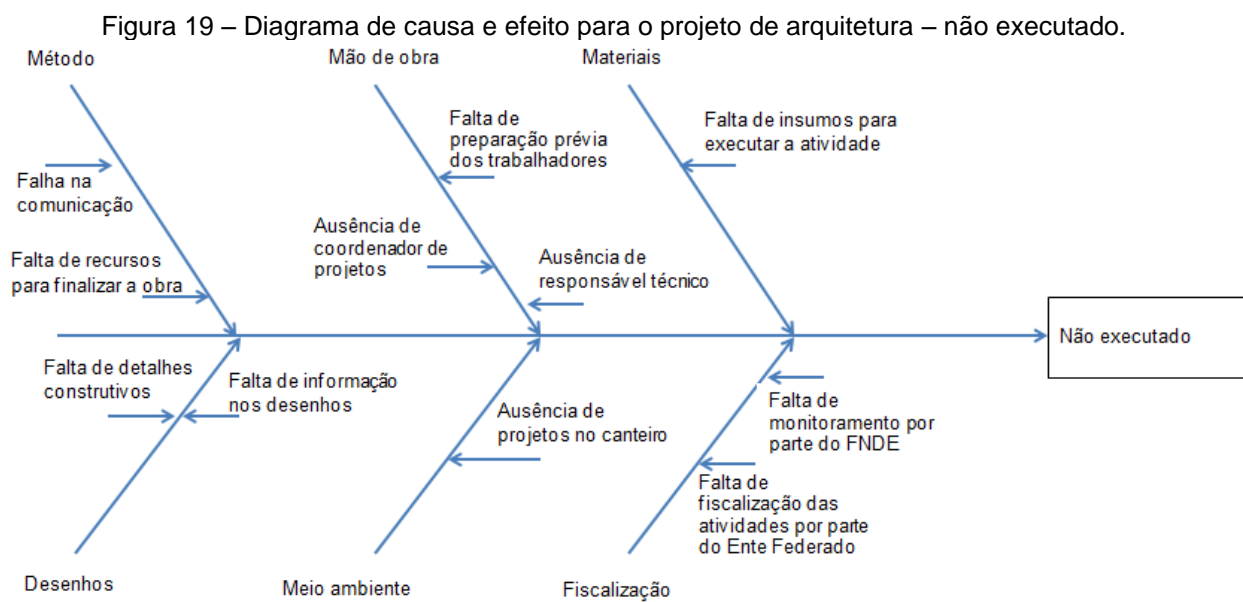 Figura 19 – Diagrama de causa e efeito para o projeto de arquitetura – não executado.
Método
Mão de obra
Materiais
Falta de
preparação prévia
dos trabalhadores
Falta de insumos para
executar a atividade
Falha na
comunicação
Ausência de
coordenador de
projetos
Ausência de
responsável técnico
Falta de recursos
para finalizar a obra
Não executado
Falta de detalhes
construtivos
Falta de informação
nos desenhos
Ausência de
projetos no canteiro
Falta de
monitoramento por
parte do FNDE
Falta de
fiscalização das
atividades por parte
do Ente Federado
Desenhos
Meio ambiente
Fiscalização